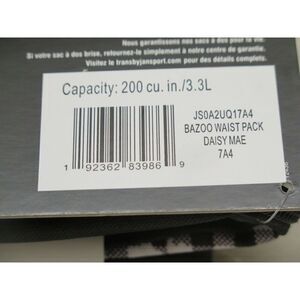 Nous garantissons nos sacs à dos pour la vie.
Si votre sac à dos brise, retournez-le simplement à notre centre de garantie.
Visitez le transbyjansport.com pour des détails complets.
Capacity: 200 cu. in./3.3L
JS0A2UQ17A4
BAZOO WAIST PACK
DAISY MAE
7A4
1 92362 83986 9